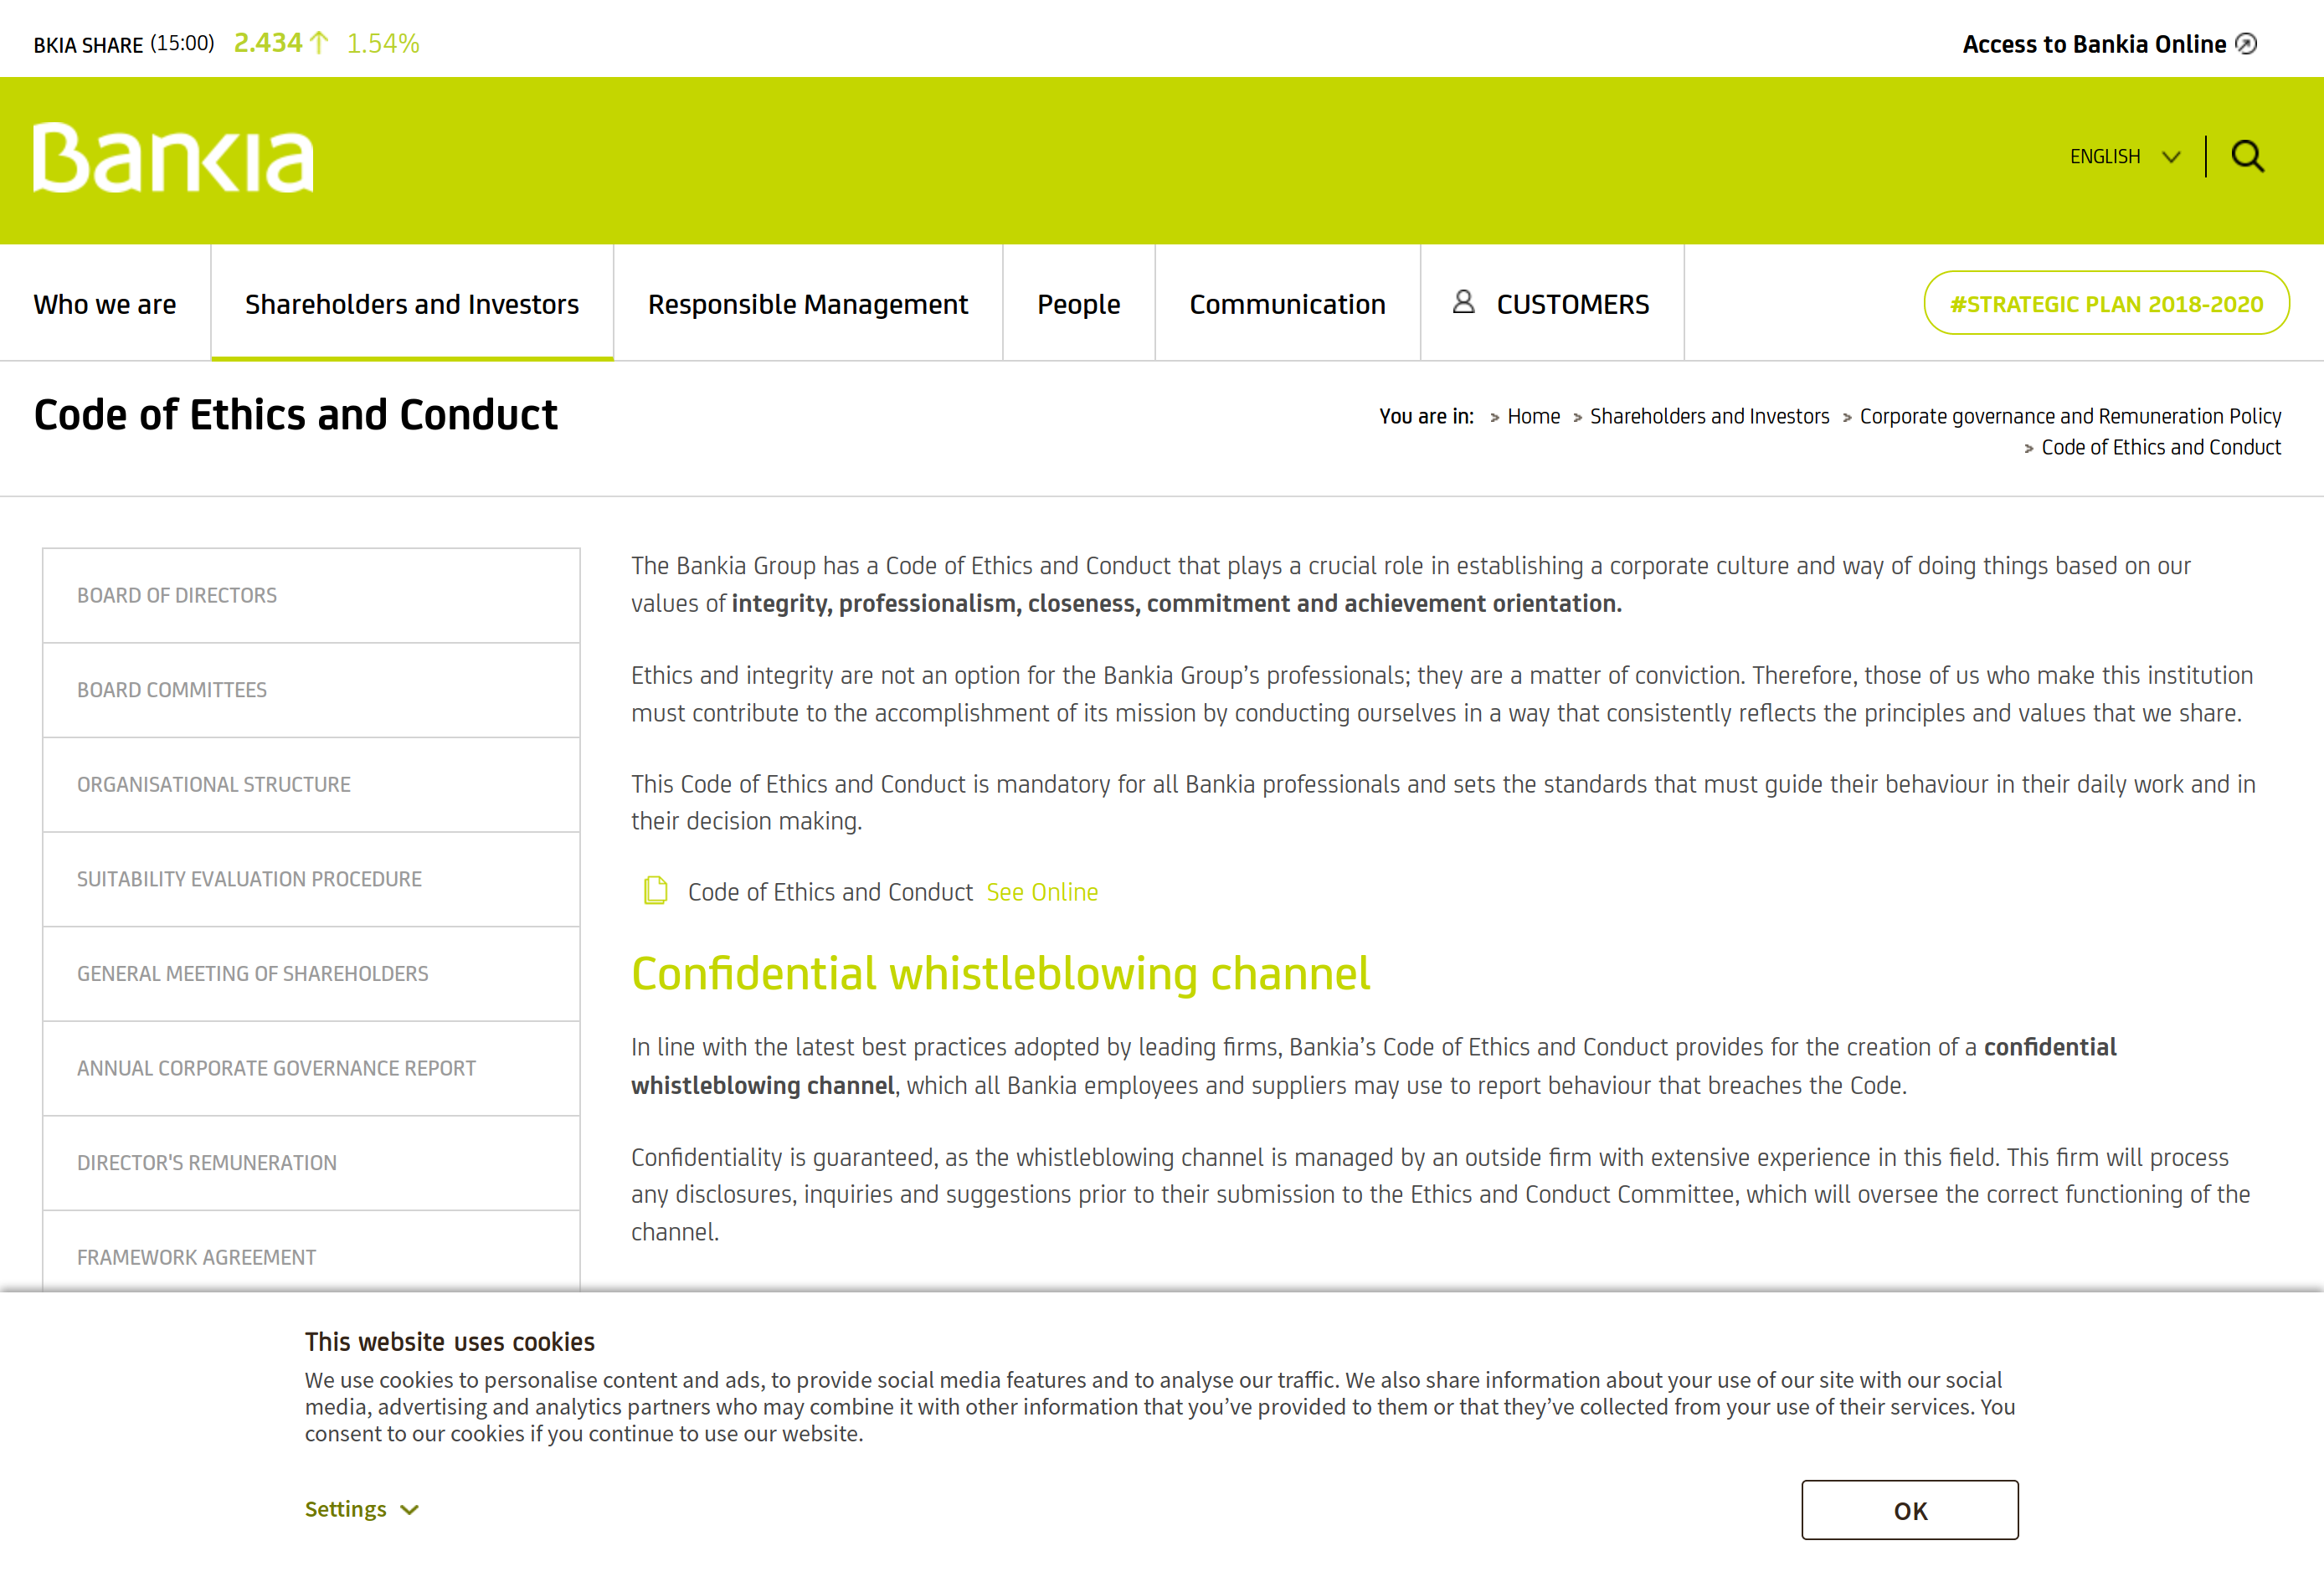 BKIA SHARE (15:00) 2.434 ↑ 1.54%
Access to Bankia Online
Bankia
ENGLISH
Who we are
Shareholders and Investors
Responsible Management
People
Communication
CUSTOMERS
#STRATEGIC PLAN 2018-2020
Code of Ethics and Conduct
You are in: > Home > Shareholders and Investors > Corporate governance and Remuneration Policy
> Code of Ethics and Conduct
BOARD OF DIRECTORS
BOARD COMMITTEES
ORGANISATIONAL STRUCTURE
SUITABILITY EVALUATION PROCEDURE
GENERAL MEETING OF SHAREHOLDERS
ANNUAL CORPORATE GOVERNANCE REPORT
DIRECTOR'S REMUNERATION
FRAMEWORK AGREEMENT
The Bankia Group has a Code of Ethics and Conduct that plays a crucial role in establishing a corporate culture and way of doing things based on our
values of integrity, professionalism, closeness, commitment and achievement orientation.
Ethics and integrity are not an option for the Bankia Group’s professionals; they are a matter of conviction. Therefore, those of us who make this institution
must contribute to the accomplishment of its mission by conducting ourselves in a way that consistently reflects the principles and values that we share.
This Code of Ethics and Conduct is mandatory for all Bankia professionals and sets the standards that must guide their behaviour in their daily work and in
their decision making.
Code of Ethics and Conduct See Online
Confidential whistleblowing channel
In line with the latest best practices adopted by leading firms, Bankia’s Code of Ethics and Conduct provides for the creation of a confidential
whistleblowing channel, which all Bankia employees and suppliers may use to report behaviour that breaches the Code.
Confidentiality is guaranteed, as the whistleblowing channel is managed by an outside firm with extensive experience in this field. This firm will process
any disclosures, inquiries and suggestions prior to their submission to the Ethics and Conduct Committee, which will oversee the correct functioning of the
channel.
This website uses cookies
We use cookies to personalise content and ads, to provide social media features and to analyse our traffic. We also share information about your use of our site with our social
media, advertising and analytics partners who may combine it with other information that you’ve provided to them or that they’ve collected from your use of their services. You
consent to our cookies if you continue to use our website.
Settings
OK